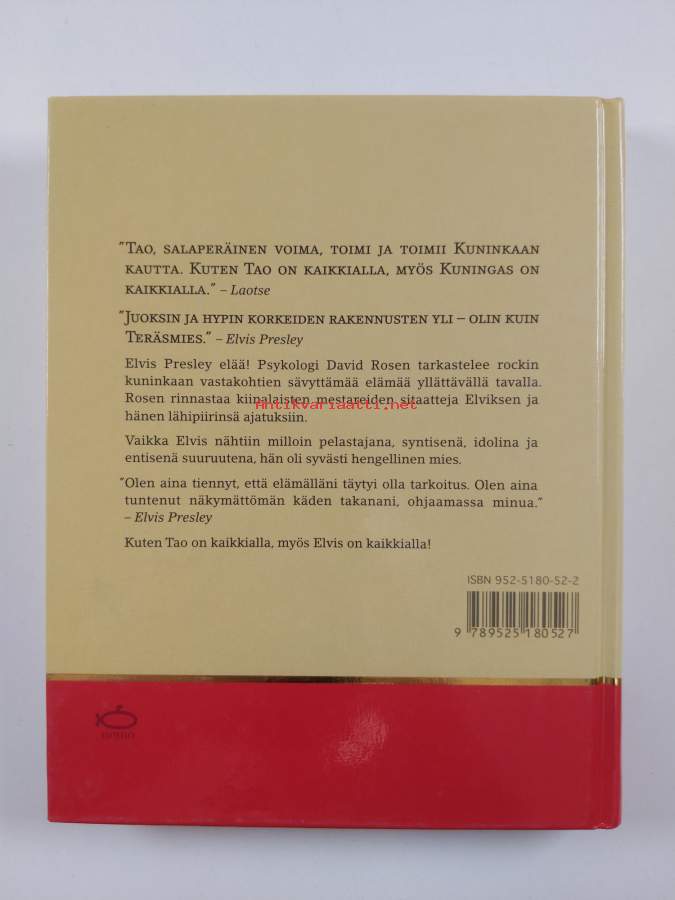 "Tao, salaperäinen voima, toimi ja toimii Kuninkaan
kautta. Kuten Tao on kaikkialla, myös Kuningas on
kaikkialla." – Laotse
"Juoksin ja hypin korkeiden rakennusten yli – olin kuin
Teräsmies." – Elvis Presley
Elvis Presley elää! Psykologi David Rosen tarkastelee rockin
kuninkaan vastakohtien sävyttämää elämää yllättävällä tavalla.
Rosen rinnastaa kiinalaisten mestareiden sitaatteja Elviksen ja
Antikvariaatti.net
hänen lähipiirinsä ajatuksiin.
Vaikka Elvis nähtiin milloin pelastajana, syntisenä, idolina ja
entisenä suuruutena, hän oli syvästi hengellinen mies.
"Olen aina tiennyt, että elämälläni täytyi olla tarkoitus. Olen aina
tuntenut näkymättömän käden takanani, ohjaamassa minua."
– Elvis Presley
Kuten Tao on kaikkialla, myös Elvis on kaikkialla!
ISBN 952-5180-52-2
9 789525 180527